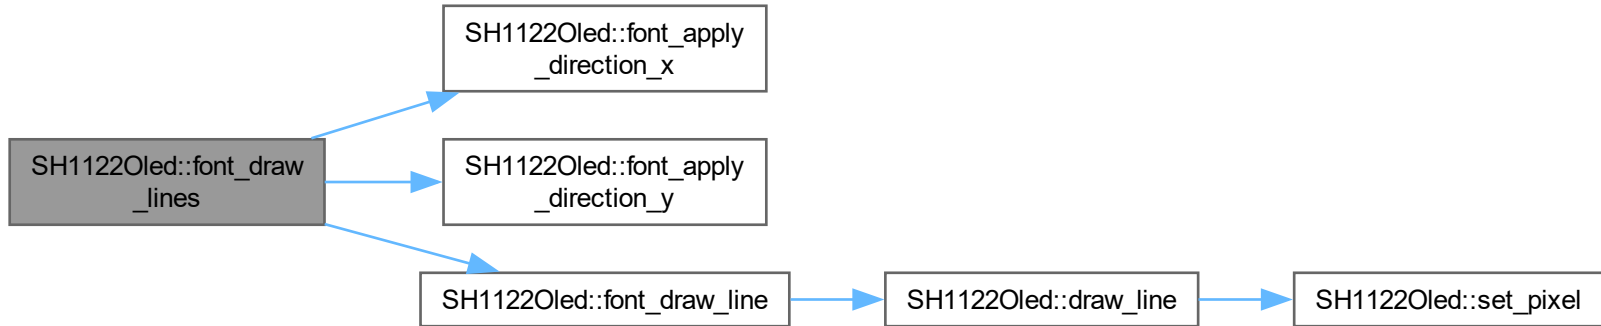 SH1122Oled::font_apply
_direction_x
SH1122Oled::font_draw
_lines
SH1122Oled::font_apply
_direction_y
SH1122Oled::font_draw_line
SH1122Oled::draw_line
SH1122Oled::set_pixel